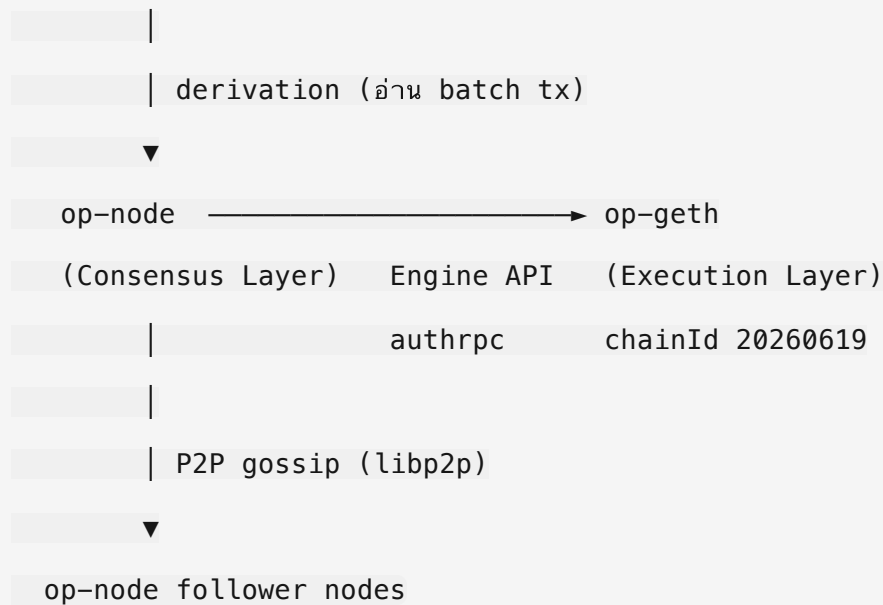 │
│ derivation (อ่าน batch tx)
▼
op-node ──────────────────────► op-geth
(Consensus Layer) Engine API (Execution Layer)
│ authrpc chainId 20260619
│
│ P2P gossip (libp2p)
▼
op-node follower nodes